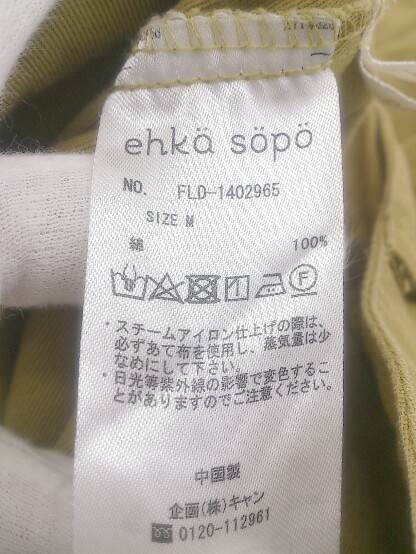 ehkä söpö
NO. FLD-1402965
SIZE M
綿 100%
F
・スチームアイロン仕上げの際は、
必ずあて布を使用し、蒸気量は少
なめにして下さい。
・日光等紫外線の影響で変色するこ
とがありますのでご注意ください。
中国製
企画(株)キャン
0120-112961